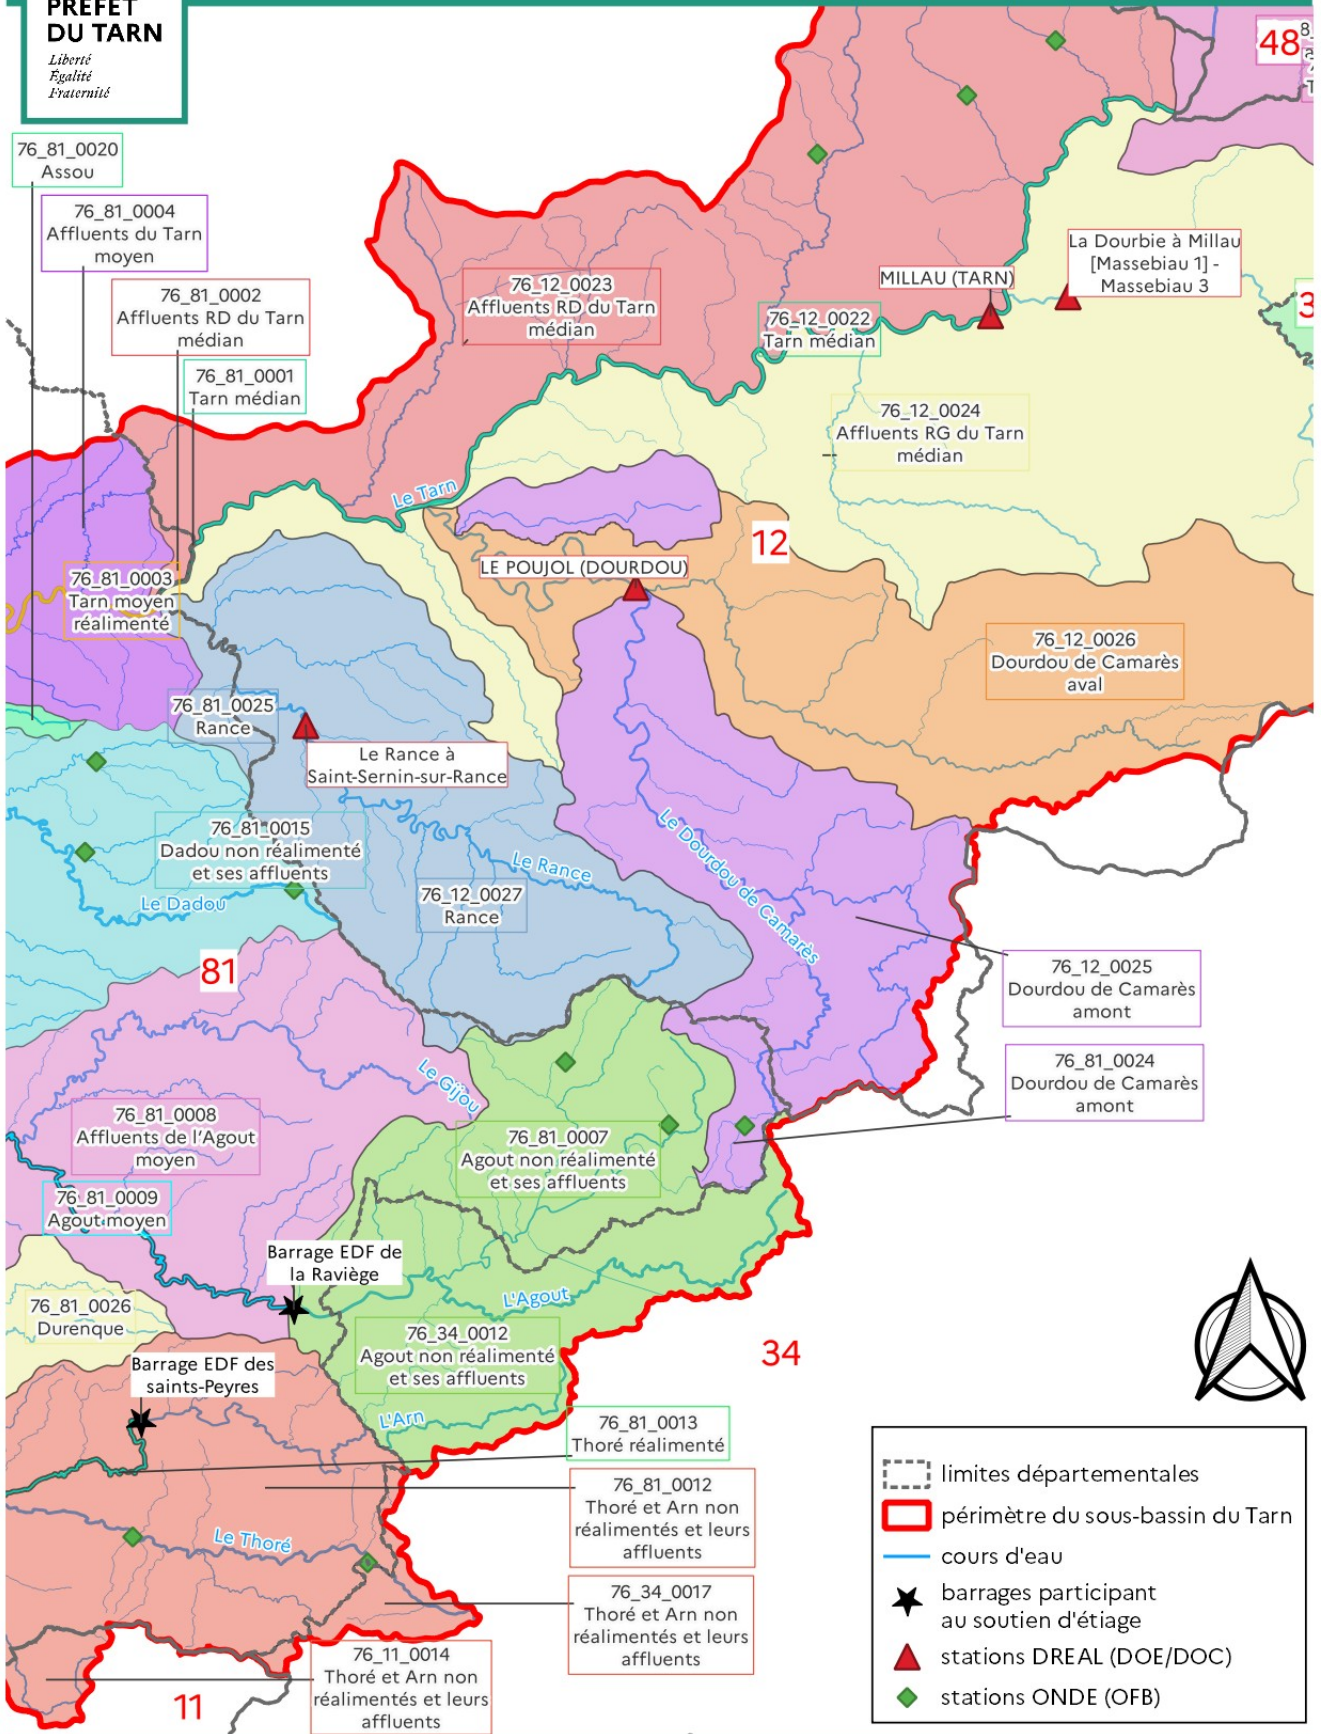 PRÉFET
DU TARN
Liberté
Égalité
Fraternité
48
76_81_0020
Assou
76_81_0004
Affluents du Tarn
moyen
76_81_0002
Affluents RD du Tarn
médian
76_81_0001
Tarn médian
76_12_0023
Affluents RD du Tarn
médian
76_12_0022
Tarn médian
MILLAU (TARN)
La Dourbie à Millau
[Massebiau 1] -
Massebiau 3
3
76_12_0024
Affluents RG du Tarn
médian
Le Tarn
12
LE POUJOL (DOURDOU)
76_81_0003
Tarn moyen
réalimenté
76_12_0026
Dourdou de Camarès
aval
76_81_0025
Rance
Le Rance à
Saint-Sernin-sur-Rance
76_81_0015
Dadou non réalimenté
et ses affluents
Le Dadou
Le Rance
76_12_0027
Rance
Le Dourdou de Camarès
81
76_12_0025
Dourdou de Camarès
amont
76_81_0024
Dourdou de Camarès
amont
Le Gijou
76_81_0008
Affluents de l'Agout
moyen
76_81_0007
Agout non réalimenté
et ses affluents
76_81_0009
Agout moyen
Barrage EDF de
la Raviège
L'Agout
76_81_0026
Durenque
76_34_0012
Agout non réalimenté
et ses affluents
34
Barrage EDF des
saints-Peyres
L'Arn
76_81_0013
Thoré réalimenté
76_81_0012
Thoré et Arn non
réalimentés et leurs
affluents
Le Thoré
76_34_0017
Thoré et Arn non
réalimentés et leurs
affluents
76_11_0014
Thoré et Arn non
réalimentés et leurs
affluents
11
limites départementales
périmètre du sous-bassin du Tarn
cours d'eau
barrages participant
au soutien d'étiage
stations DREAL (DOE/DOC)
stations ONDE (OFB)